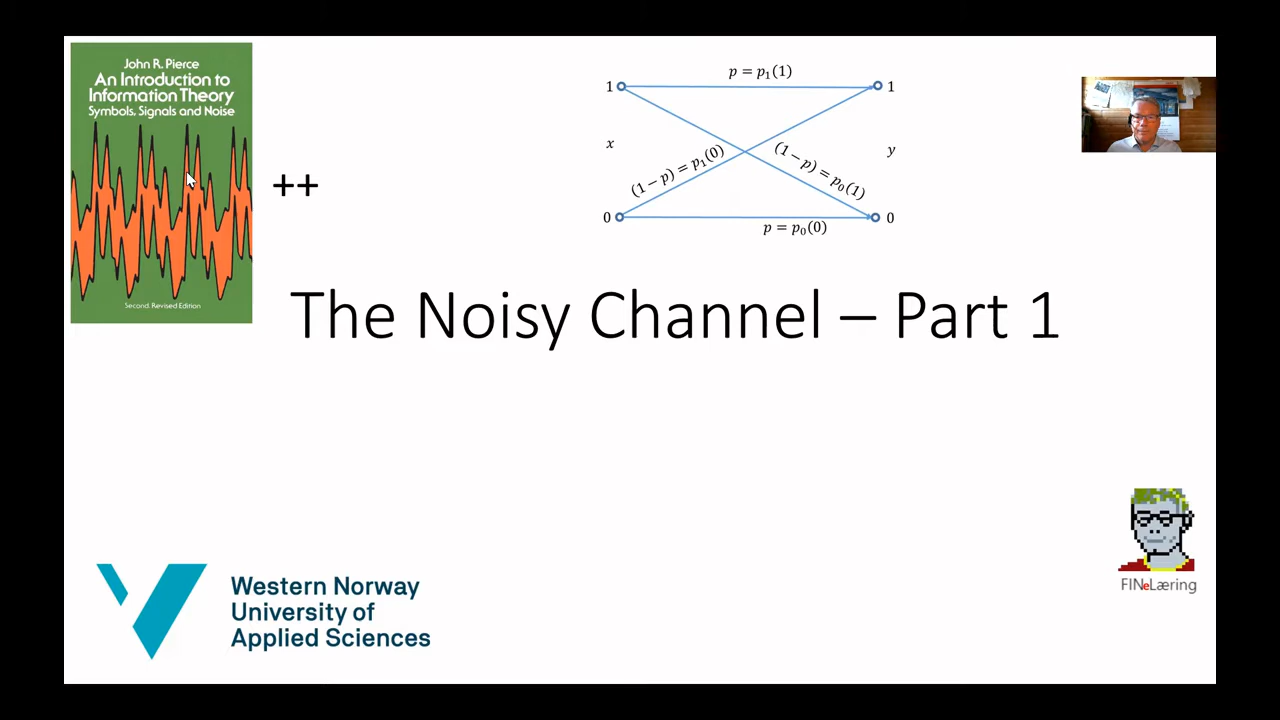 John R. Pierce
An Introduction to
Information Theory
Symbols, Signals and Noise
Second, Revised Edition
++
p = p₁(1)
1
1
x
y
(1 − p) = p₁(0)
(1 − p) = p₀(1)
0
0
p = p₀(0)
The Noisy Channel – Part 1
Western Norway
University of
Applied Sciences
FINeLæring